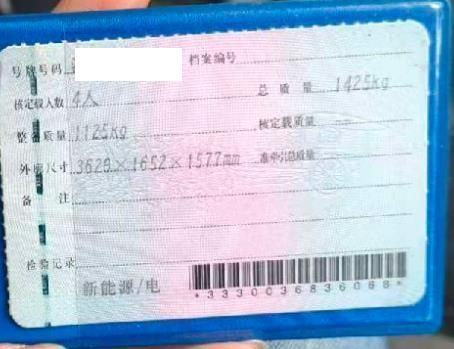 号牌号码 档案编号
核定载人数 4人 总质量 1425kg
整备质量 1125kg 核定载质量 --
外廓尺寸 3625×1652×1577mm 准牵引总质量
备注
检验记录
新能源/电
*3330036836068*